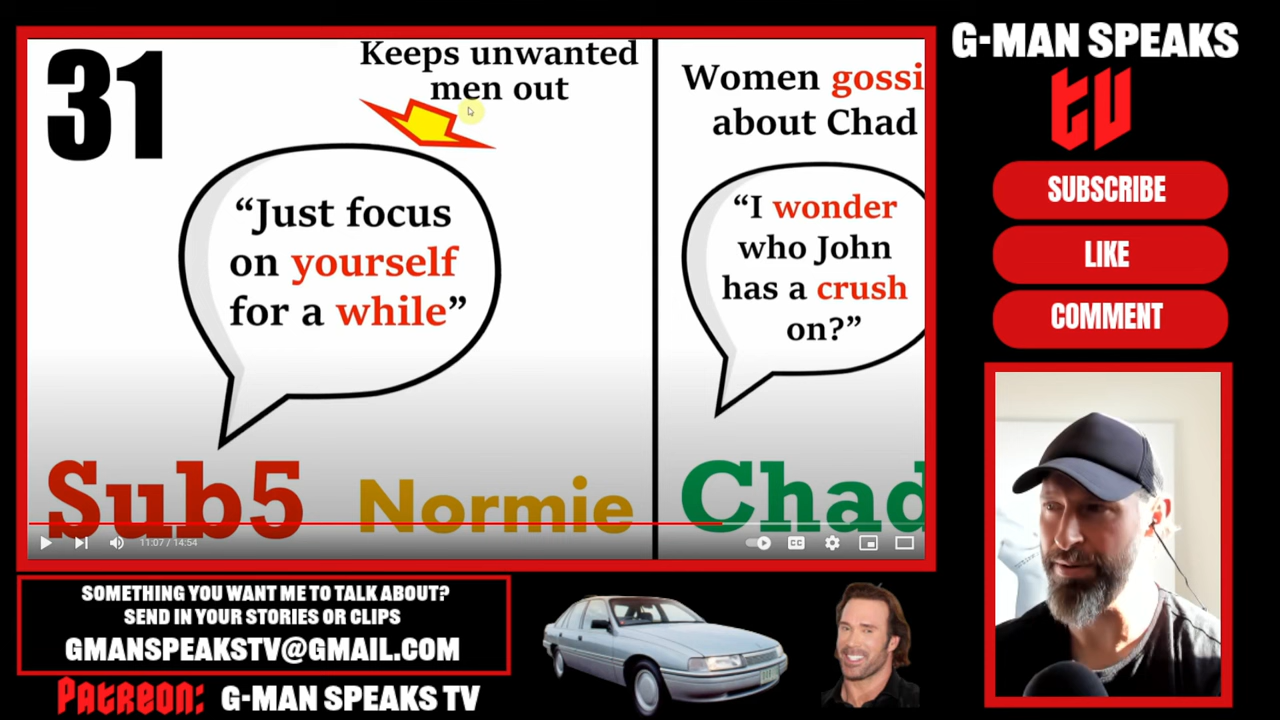 31
Keeps unwanted
men out
“Just focus
on yourself
for a while”
Sub5
Normie
Women gossi
about Chad
“I wonder
who John
has a crush
on?”
Chad
11:07 / 14:54
CC
G-MAN SPEAKS
tv
SUBSCRIBE
LIKE
COMMENT
SOMETHING YOU WANT ME TO TALK ABOUT?
SEND IN YOUR STORIES OR CLIPS
GMANSPEAKSTV@GMAIL.COM
PATREON: G-MAN SPEAKS TV